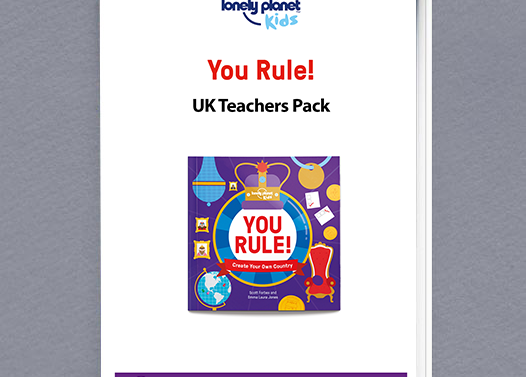 lonely planet
kids
You Rule!
UK Teachers Pack
lonely planet
KIDS
YOU
RULE!
Create Your Own Country
Scott Forbes and
Emma Laura Jones